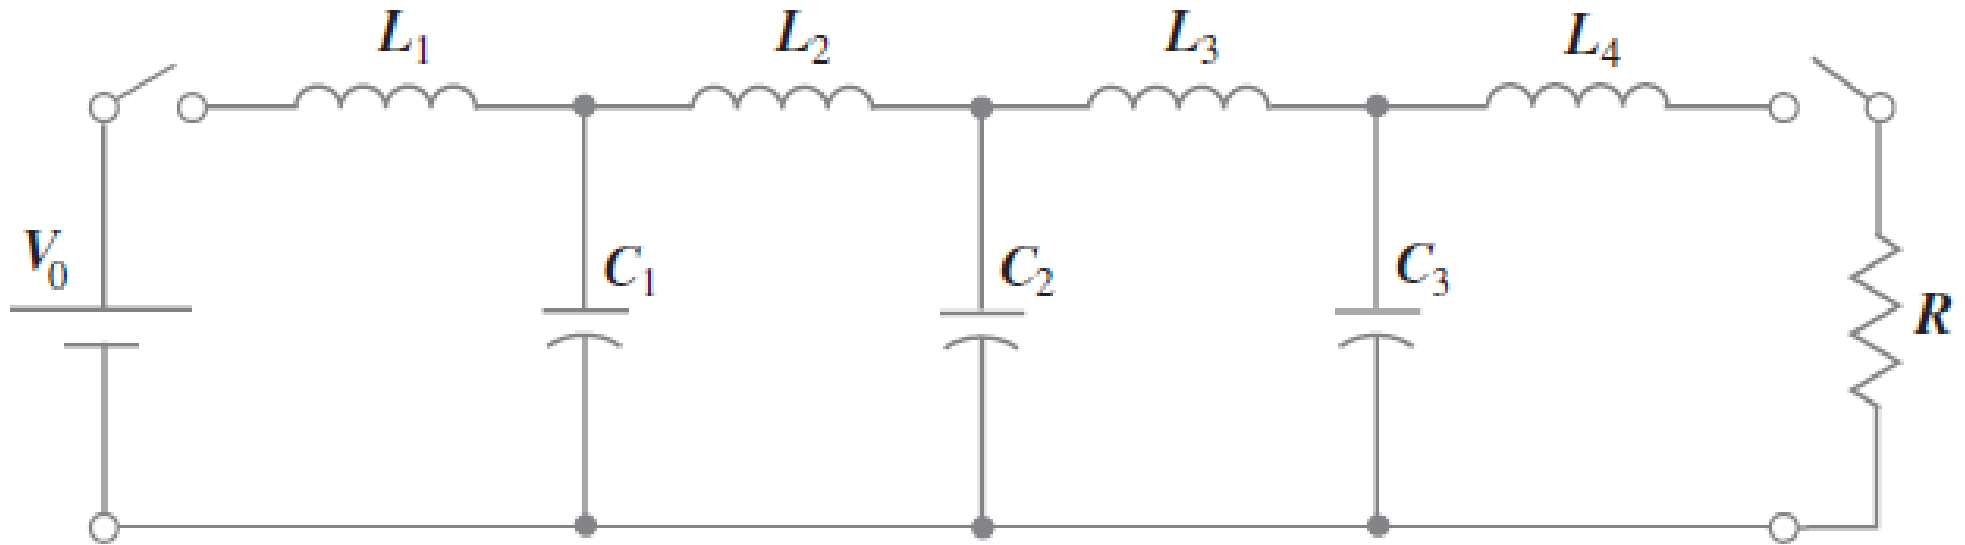 L₁ L₂ L₃ L₄
V₀ C₁ C₂ C₃ R